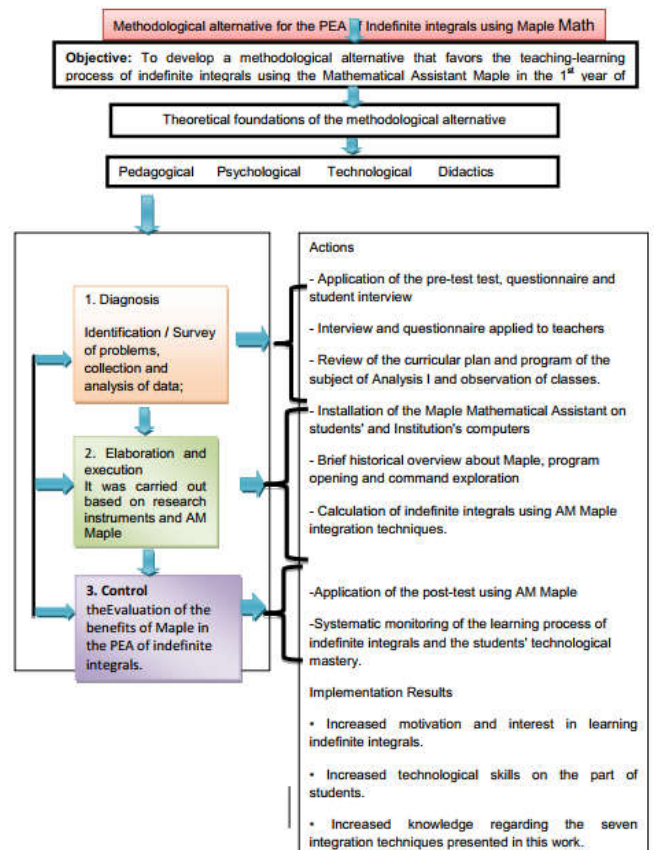 Methodological alternative for the PEA of Indefinite integrals using Maple Math
Objective: To develop a methodological alternative that favors the teaching-learning
process of indefinite integrals using the Mathematical Assistant Maple in the 1st year of
Theoretical foundations of the methodological alternative
Pedagogical Psychological Technological Didactics
1. Diagnosis
Identification / Survey
of problems,
collection and
analysis of data;
2. Elaboration and
execution
It was carried out
based on research
instruments and AM
Maple
3. Control
theEvaluation of the
benefits of Maple in
the PEA of indefinite
integrals.
Actions
- Application of the pre-test test, questionnaire and
student interview
- Interview and questionnaire applied to teachers
- Review of the curricular plan and program of the
subject of Analysis I and observation of classes.
- Installation of the Maple Mathematical Assistant on
students' and Institution's computers
- Brief historical overview about Maple, program
opening and command exploration
- Calculation of indefinite integrals using AM Maple
integration techniques.
-Application of the post-test using AM Maple
-Systematic monitoring of the learning process of
indefinite integrals and the students' technological
mastery.
Implementation Results
• Increased motivation and interest in learning
indefinite integrals.
• Increased technological skills on the part of
students.
• Increased knowledge regarding the seven
integration techniques presented in this work.